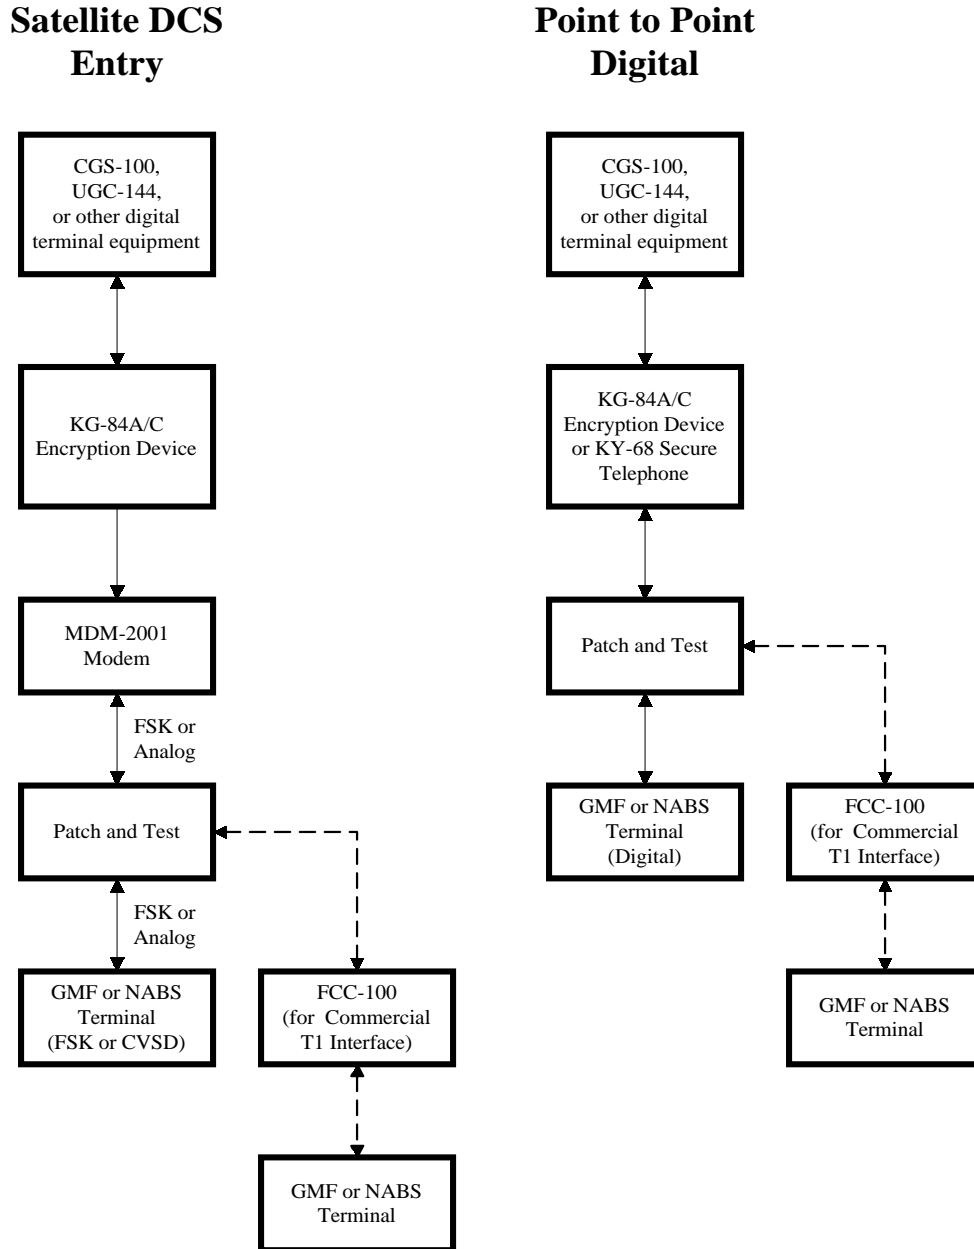 Satellite DCS
Entry
CGS-100,
UGC-144,
or other digital
terminal equipment
KG-84A/C
Encryption Device
MDM-2001
Modem
FSK or
Analog
Patch and Test
FSK or
Analog
GMF or NABS
Terminal
(FSK or CVSD)
FCC-100
(for Commercial
T1 Interface)
GMF or NABS
Terminal
Point to Point
Digital
CGS-100,
UGC-144,
or other digital
terminal equipment
KG-84A/C
Encryption Device
or KY-68 Secure
Telephone
Patch and Test
GMF or NABS
Terminal
(Digital)
FCC-100
(for Commercial
T1 Interface)
GMF or NABS
Terminal